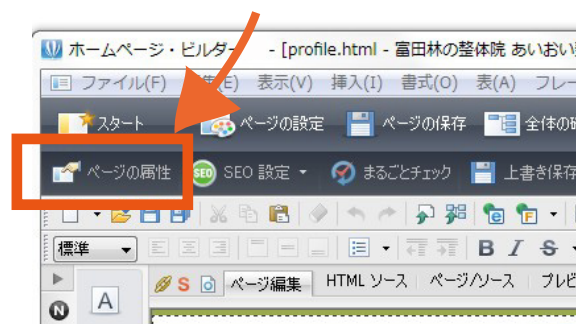 ホームページ・ビルダー - [profile.html - 富田林の整体院 あいおい
ファイル(F) 編集(E) 表示(V) 挿入(I) 書式(O) 表(A) フレー
スタート ページの設定 ページの保存 全体の
ページの属性 SEO SEO 設定 まるごとチェック 上書き保存
標準 B I S
S ページ編集 HTML ソース ページ/ソース プレビ
N A